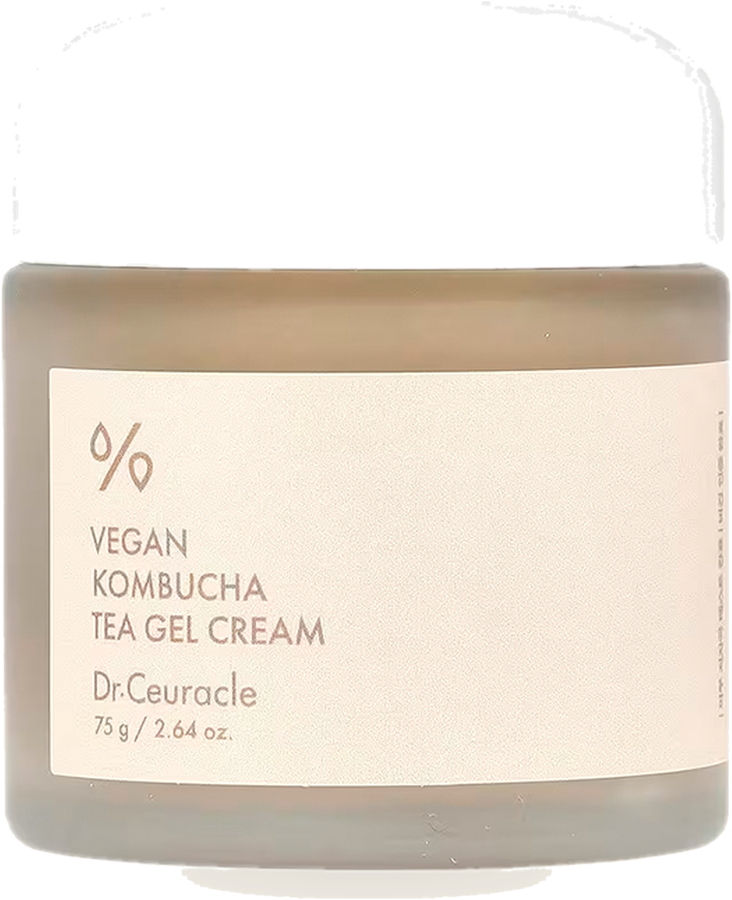 %
VEGAN
KOMBUCHA
TEA GEL CREAM
Dr.Ceuracle
75 g / 2.64 oz.